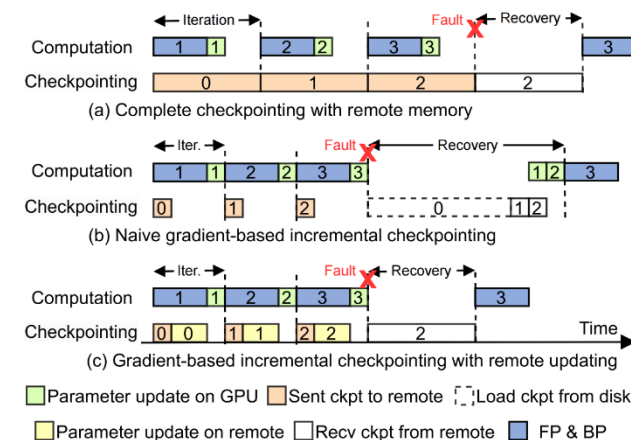 Iteration Fault Recovery
Computation 1 1 2 2 3 3 3
Checkpointing 0 1 2 2
(a) Complete checkpointing with remote memory
Iter. Fault Recovery
Computation 1 1 2 2 3 3 1 2 3
Checkpointing 0 1 2 0 1 2
(b) Naive gradient-based incremental checkpointing
Iter. Fault Recovery
Computation 1 1 2 2 3 3 3
Checkpointing 0 0 1 1 2 2 2 Time
(c) Gradient-based incremental checkpointing with remote updating
Parameter update on GPU Sent ckpt to remote Load ckpt from disk
Parameter update on remote Recv ckpt from remote FP & BP